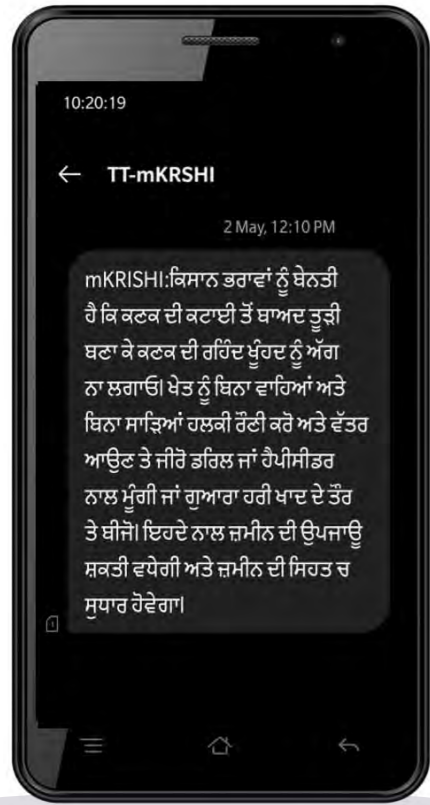 10:20:19
← TT-mKRSHI
2 May, 12:10 PM
mKRISHI:ਕਿਸਾਨ ਭਰਾਵਾਂ ਨੂੰ ਬੇਨਤੀ
ਹੈ ਕਿ ਕਣਕ ਦੀ ਕਟਾਈ ਤੋਂ ਬਾਅਦ ਤੂੜੀ
ਬਣਾ ਕੇ ਕਣਕ ਦੀ ਰਹਿੰਦ ਖੂੰਹਦ ਨੂੰ ਅੱਗ
ਨਾ ਲਗਾਓ। ਖੇਤ ਨੂੰ ਬਿਨਾ ਵਾਹਿਆਂ ਅਤੇ
ਬਿਨਾ ਸਾੜਿਆਂ ਹਲਕੀ ਰੌਣੀ ਕਰੋ ਅਤੇ ਵੱਤਰ
ਆਉਣ ਤੇ ਜੀਰੋ ਡਰਿਲ ਜਾਂ ਹੈਪੀਸੀਡਰ
ਨਾਲ ਮੂੰਗੀ ਜਾਂ ਗੁਆਰਾ ਹਰੀ ਖਾਦ ਦੇ ਤੌਰ
ਤੇ ਬੀਜੋ। ਇਹਦੇ ਨਾਲ ਜ਼ਮੀਨ ਦੀ ਉਪਜਾਊ
ਸ਼ਕਤੀ ਵਧੇਗੀ ਅਤੇ ਜ਼ਮੀਨ ਦੀ ਸਿਹਤ ਚ
ਸੁਧਾਰ ਹੋਵੇਗਾ।